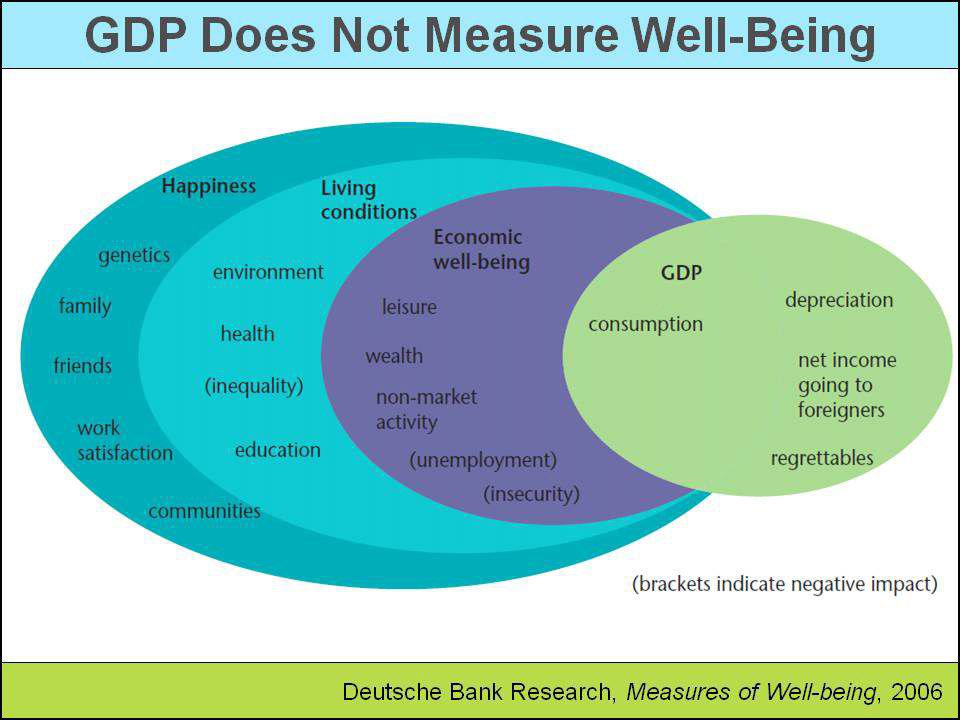 GDP Does Not Measure Well-Being
Happiness
genetics
family
friends
work
satisfaction
communities
Living
conditions
environment
health
(inequality)
education
Economic
well-being
leisure
wealth
non-market
activity
(unemployment)
(insecurity)
GDP
consumption
depreciation
net income
going to
foreigners
regrettables
(brackets indicate negative impact)
Deutsche Bank Research, Measures of Well-being, 2006